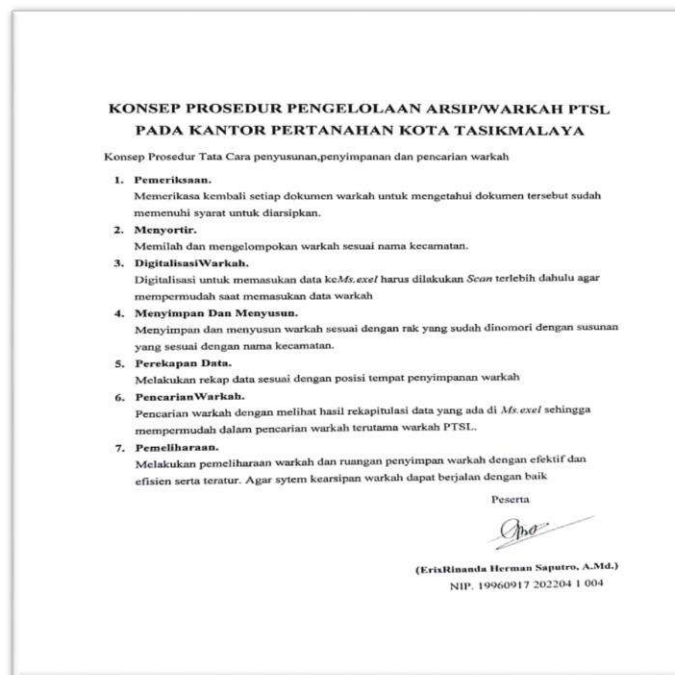 KONSEP PROSEDUR PENGELOLAAN ARSIP/WARKAH PTSL
PADA KANTOR PERTANAHAN KOTA TASIKMALAYA
Konsep Prosedur Tata Cara penyusunan,penyimpanan dan pencarian warkah
1. Pemeriksaan.
Memerikasa kembali setiap dokumen warkah untuk mengetahui dokumen tersebut sudah
memenuhi syarat untuk diarsipkan.
2. Menyortir.
Memilah dan mengelompokan warkah sesuai nama kecamatan.
3. DigitalisasiWarkah.
Digitalisasi untuk memasukan data keMs.exel harus dilakukan Scan terlebih dahulu agar
mempermudah saat memasukan data warkah
4. Menyimpan Dan Menyusun.
Menyimpan dan menyusun warkah sesuai dengan rak yang sudah dinomori dengan susunan
yang sesuai dengan nama kecamatan.
5. Perekapan Data.
Melakukan rekap data sesuai dengan posisi tempat penyimpanan warkah
6. PencarianWarkah.
Pencarian warkah dengan melihat hasil rekapitulasi data yang ada di Ms.exel sehingga
mempermudah dalam pencarian warkah terutama warkah PTSL.
7. Pemeliharaan.
Melakukan pemeliharaan warkah dan ruangan penyimpan warkah dengan efektif dan
efisien serta teratur. Agar sytem kearsipan warkah dapat berjalan dengan baik
Peserta
(ErixRinanda Herman Saputro, A.Md.)
NIP. 19960917 202204 1 004